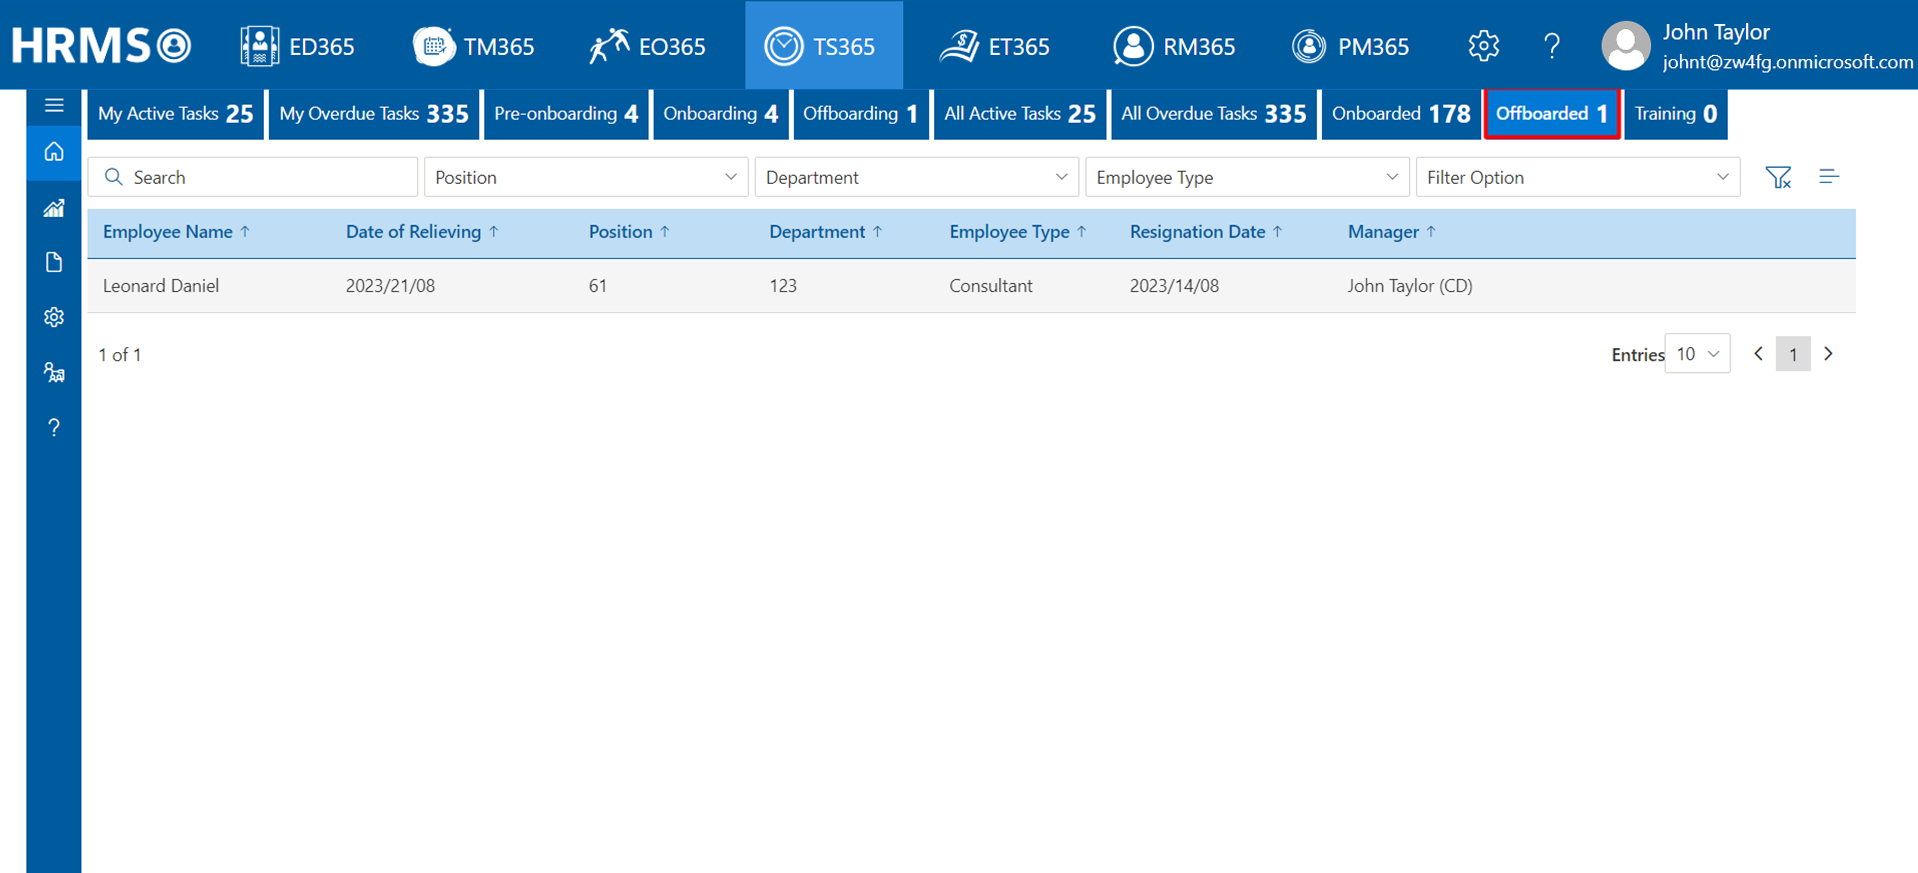 HRMS
ED365
TM365
EO365
TS365
ET365
RM365
PM365
?
John Taylor
johnt@zw4fg.onmicrosoft.com
My Active Tasks 25
My Overdue Tasks 335
Pre-onboarding 4
Onboarding 4
Offboarding 1
All Active Tasks 25
All Overdue Tasks 335
Onboarded 178
Offboarded 1
Training 0
Search
Position
Department
Employee Type
Filter Option
Employee Name ↑ Date of Relieving ↑ Position ↑ Department ↑ Employee Type ↑ Resignation Date ↑ Manager ↑
Leonard Daniel 2023/21/08 61 123 Consultant 2023/14/08 John Taylor (CD)
1 of 1
Entries 10 < 1 >
?